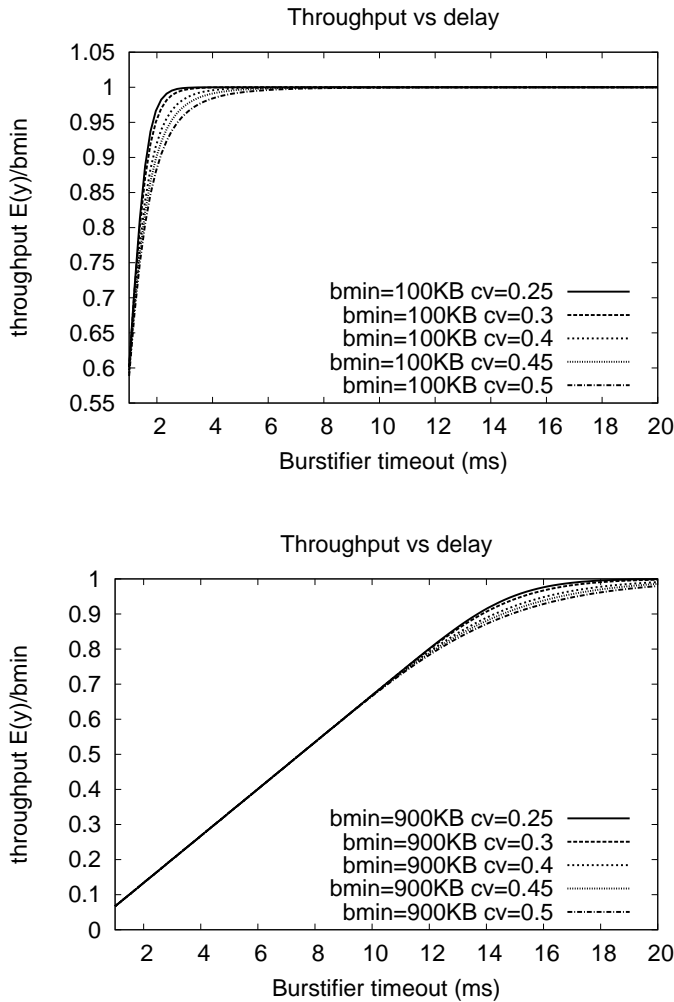 Throughput vs delay
1.05
1
0.95
0.9
0.85
0.8
0.75
0.7
0.65
0.6
0.55
throughput E(y)/bmin
bmin=100KB cv=0.25
bmin=100KB cv=0.3
bmin=100KB cv=0.4
bmin=100KB cv=0.45
bmin=100KB cv=0.5
2 4 6 8 10 12 14 16 18 20
Burstifier timeout (ms)
Throughput vs delay
1
0.9
0.8
0.7
0.6
0.5
0.4
0.3
0.2
0.1
0
throughput E(y)/bmin
bmin=900KB cv=0.25
bmin=900KB cv=0.3
bmin=900KB cv=0.4
bmin=900KB cv=0.45
bmin=900KB cv=0.5
2 4 6 8 10 12 14 16 18 20
Burstifier timeout (ms)